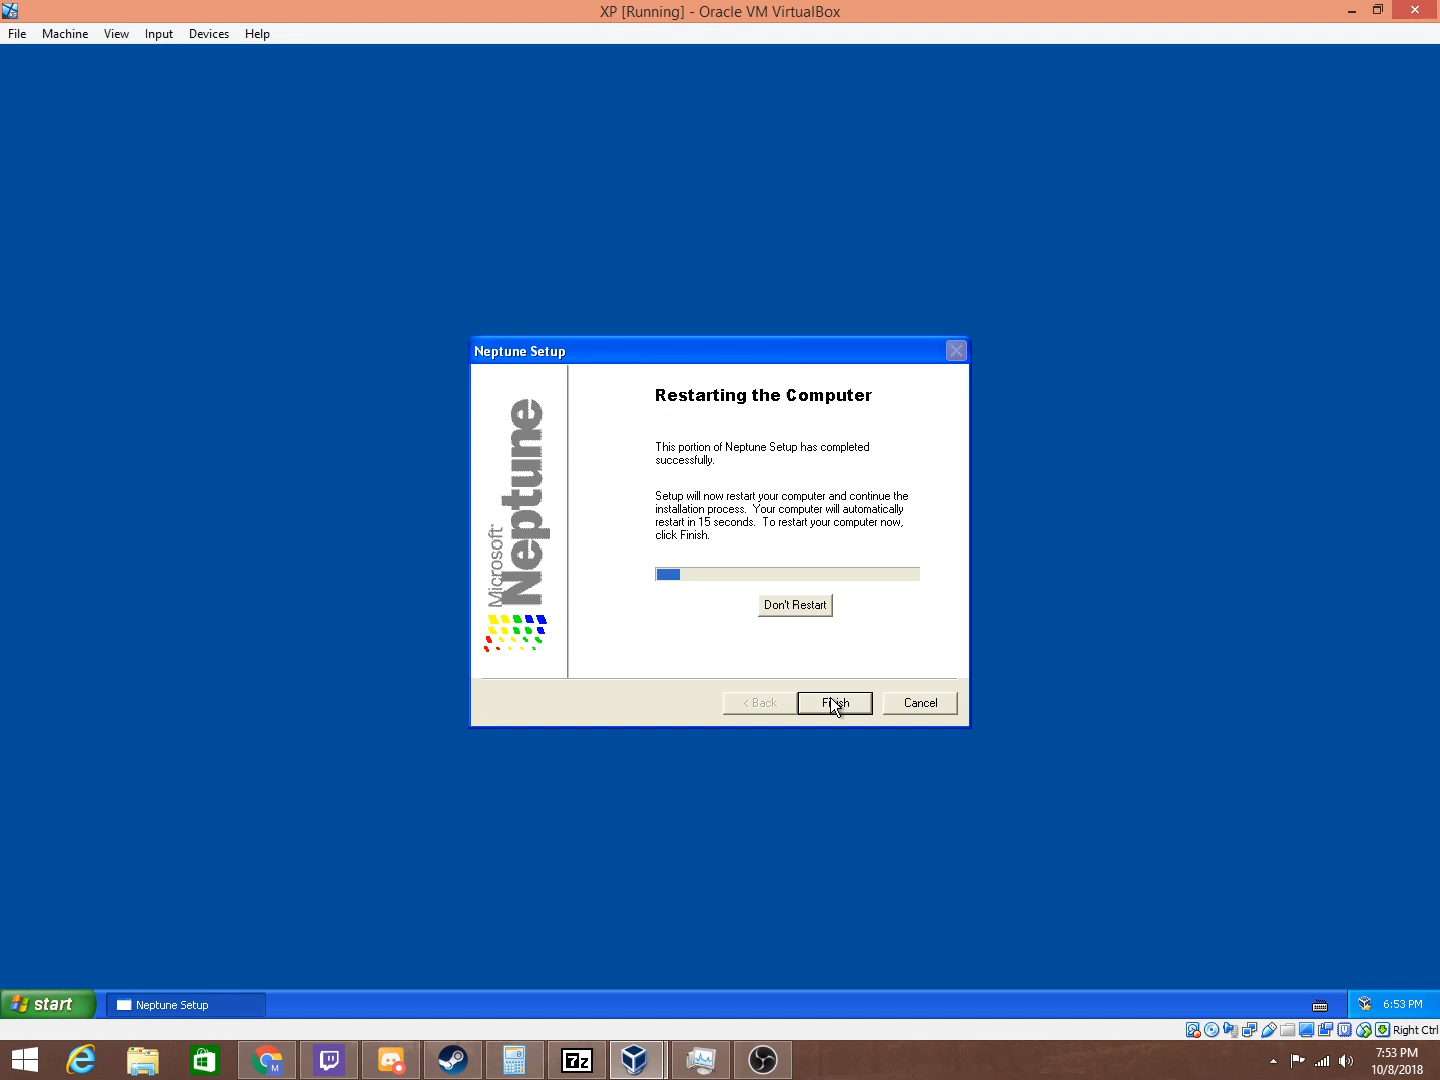 XP [Running] - Oracle VM VirtualBox
File Machine View Input Devices Help
Neptune Setup
Microsoft
Neptune
Restarting the Computer
This portion of Neptune Setup has completed
successfully.
Setup will now restart your computer and continue the
installation process. Your computer will automatically
restart in 15 seconds. To restart your computer now,
click Finish.
Don't Restart
< Back Finish Cancel
start Neptune Setup 6:53 PM
Right Ctrl
M 7z 7:53 PM
10/8/2018